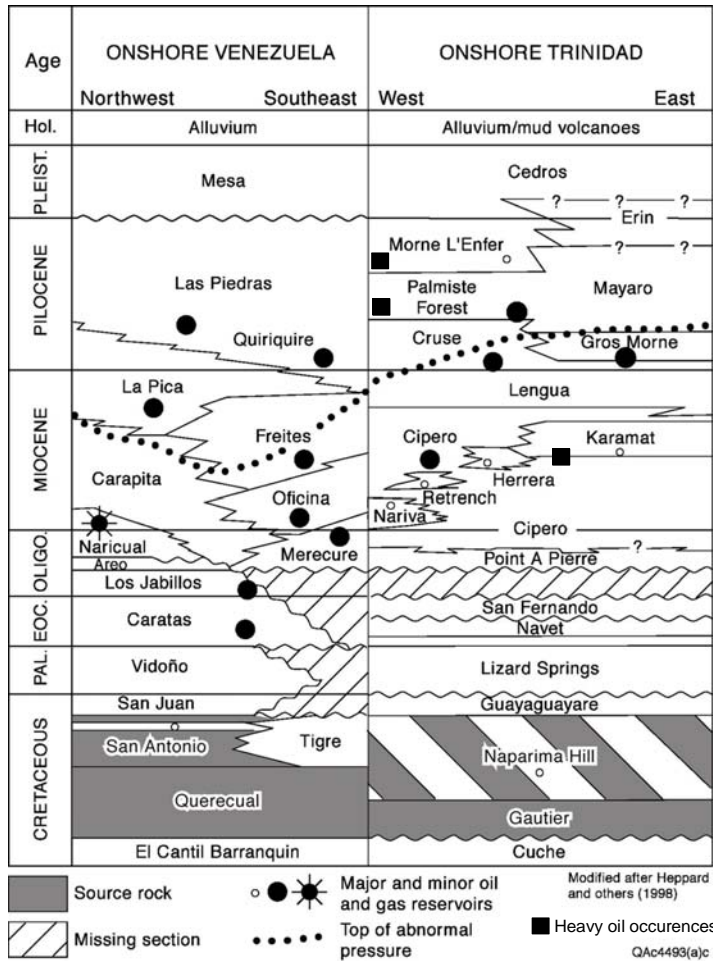 Age
ONSHORE VENEZUELA
ONSHORE TRINIDAD
Northwest
Southeast
West
East
Hol.
Alluvium
Alluvium/mud volcanoes
PLEIST.
Mesa
Cedros
? ? ?
Erin
PILOCENE
Morne L'Enfer
? ?
Las Piedras
Palmiste
Forest
Mayaro
Quiriquire
Cruse
Gros Morne
MIOCENE
La Pica
Lengua
Freites
Cipero
Karamat
Carapita
Herrera
Oficina
Retrench
Nariva
OLIGO.
Naricual
Merecure
Cipero
Areo
Point A Pierre
?
Los Jabillos
EOC.
Caratas
San Fernando
Navet
PAL.
Vidoño
Lizard Springs
CRETACEOUS
San Juan
Guayaguayare
San Antonio
Tigre
Naparima Hill
Querecual
Gautier
El Cantil Barranquin
Cuche
Source rock
Major and minor oil
and gas reservoirs
Modified after Heppard
and others (1998)
Missing section
Top of abnormal
pressure
Heavy oil occurences
QAc4493(a)c